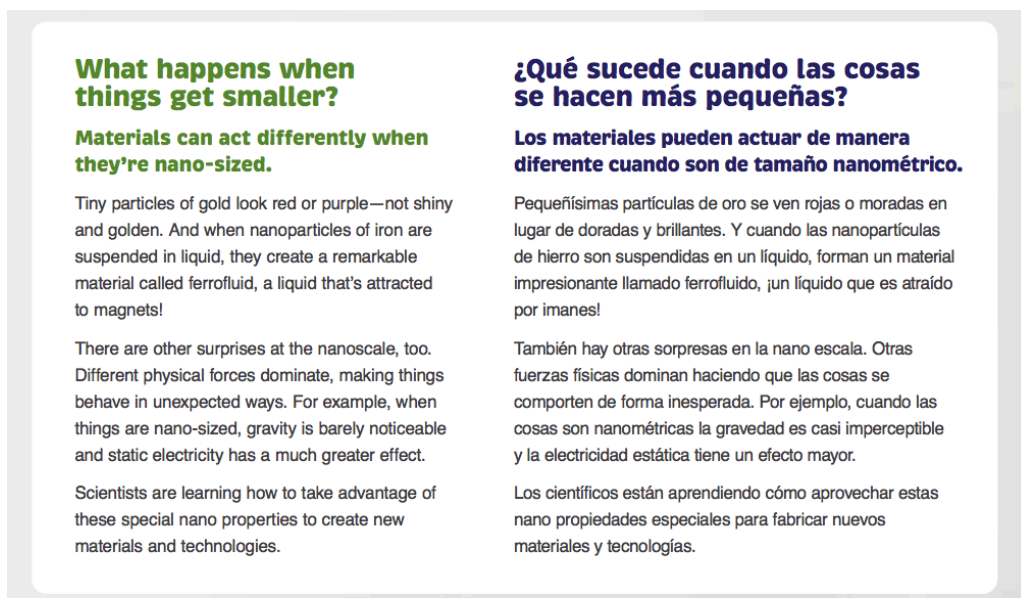 What happens when
things get smaller?
Materials can act differently when
they're nano-sized.
Tiny particles of gold look red or purple—not shiny
and golden. And when nanoparticles of iron are
suspended in liquid, they create a remarkable
material called ferrofluid, a liquid that's attracted
to magnets!
There are other surprises at the nanoscale, too.
Different physical forces dominate, making things
behave in unexpected ways. For example, when
things are nano-sized, gravity is barely noticeable
and static electricity has a much greater effect.
Scientists are learning how to take advantage of
these special nano properties to create new
materials and technologies.
¿Qué sucede cuando las cosas
se hacen más pequeñas?
Los materiales pueden actuar de manera
diferente cuando son de tamaño nanométrico.
Pequeñísimas partículas de oro se ven rojas o moradas en
lugar de doradas y brillantes. Y cuando las nanopartículas
de hierro son suspendidas en un líquido, forman un material
impresionante llamado ferrofluido, ¡un líquido que es atraído
por imanes!
También hay otras sorpresas en la nano escala. Otras
fuerzas físicas dominan haciendo que las cosas se
comporten de forma inesperada. Por ejemplo, cuando las
cosas son nanométricas la gravedad es casi imperceptible
y la electricidad estática tiene un efecto mayor.
Los científicos están aprendiendo cómo aprovechar estas
nano propiedades especiales para fabricar nuevos
materiales y tecnologías.